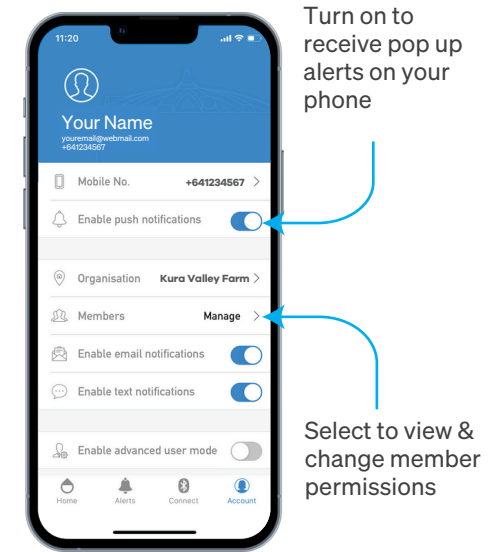 Turn on to
receive pop up
alerts on your
phone
11:20
Your Name
youremail@webmail.com
+641234567
Mobile No. +641234567
Enable push notifications
Organisation Kura Valley Farm
Members Manage
Enable email notifications
Enable text notifications
Enable advanced user mode
Home Alerts Connect Account
Select to view &
change member
permissions